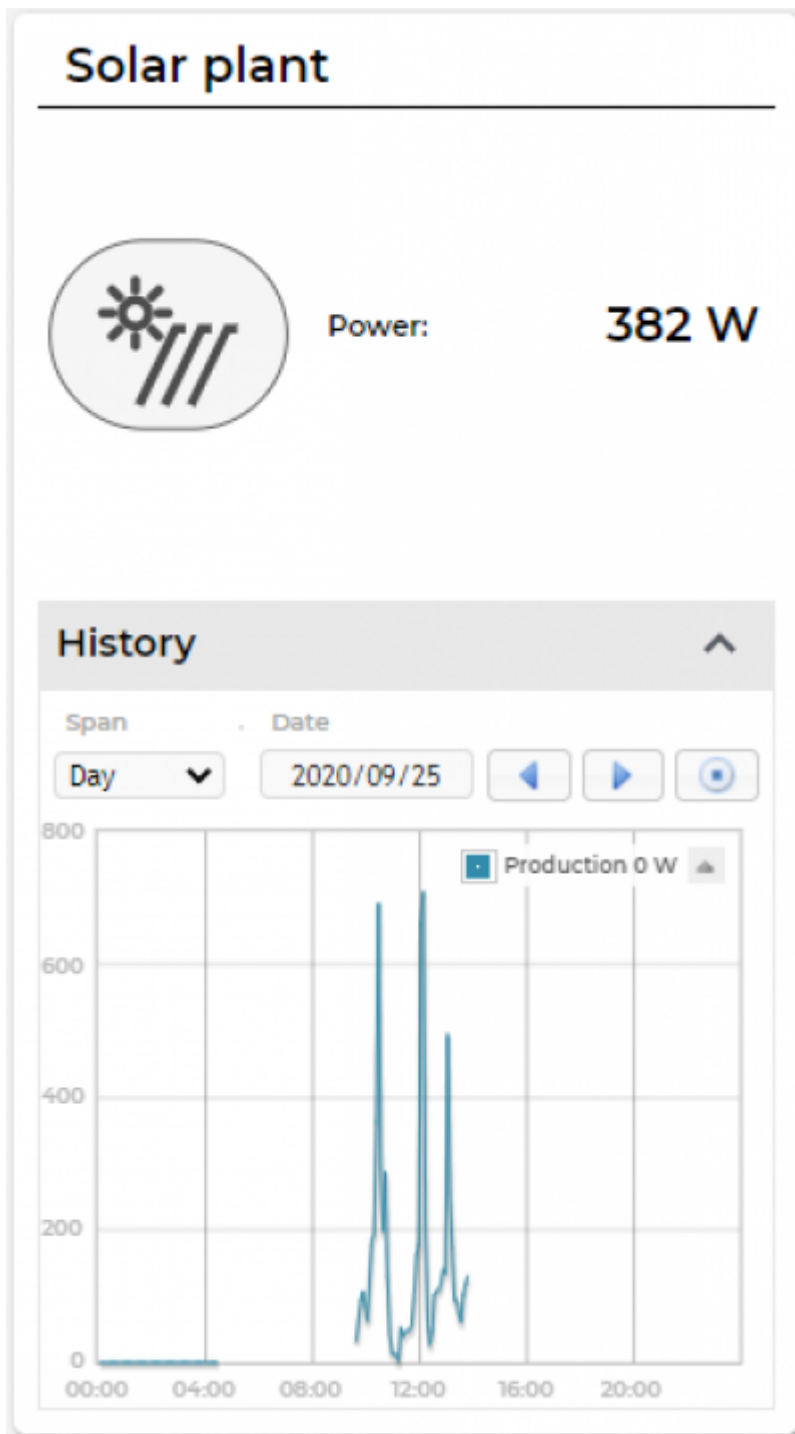 Solar plant
Power: 382 W
History
Span . Date
Day 2020/09/25
800
Production 0 W
600
400
200
0
00:00 04:00 08:00 12:00 16:00 20:00